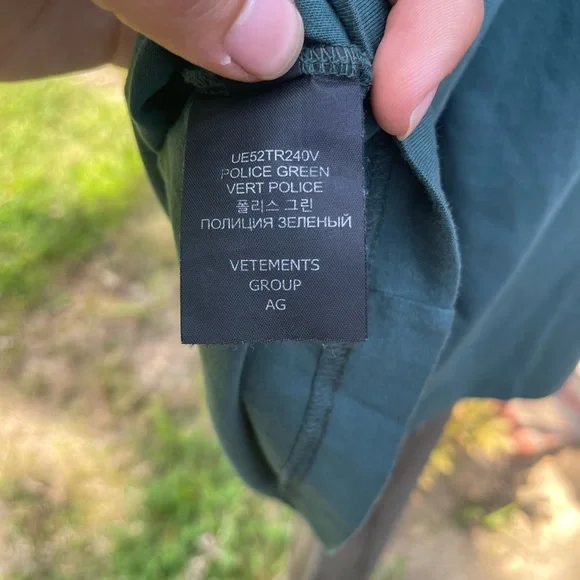 UE52TR240V
POLICE GREEN
VERT POLICE
폴리스 그린
ПОЛИЦИЯ ЗЕЛЕНЫЙ
VETEMENTS
GROUP
AG